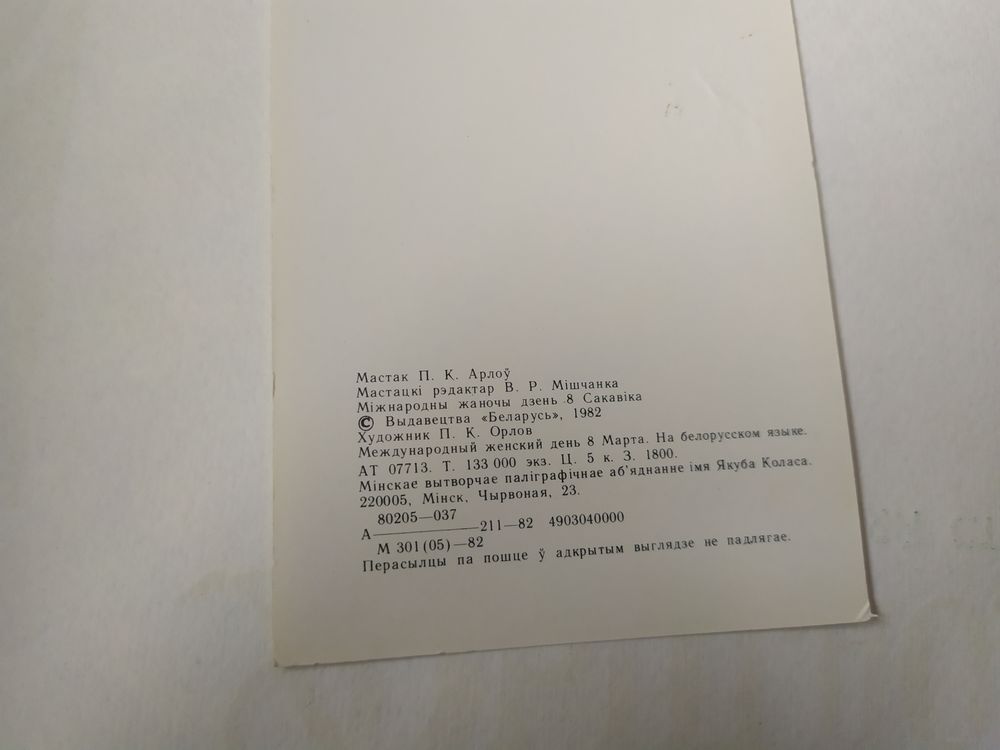 Мастак П. К. Арлоў
Мастацкі рэдактар В. Р. Мішчанка
Міжнародны жаночы дзень 8 Сакавіка
© Выдавецтва «Беларусь», 1982
Художник П. К. Орлов
Международный женский день 8 Марта. На белорусском языке.
АТ 07713. Т. 133 000 экз. Ц. 5 к. З. 1800.
Мінскае вытворчае паліграфічнае аб'яднанне імя Якуба Коласа.
220005, Мінск, Чырвоная, 23.
80205—037
А————211—82 4903040000
М 301(05)—82
Перасылцы па пошце ў адкрытым выглядзе не падлягае.